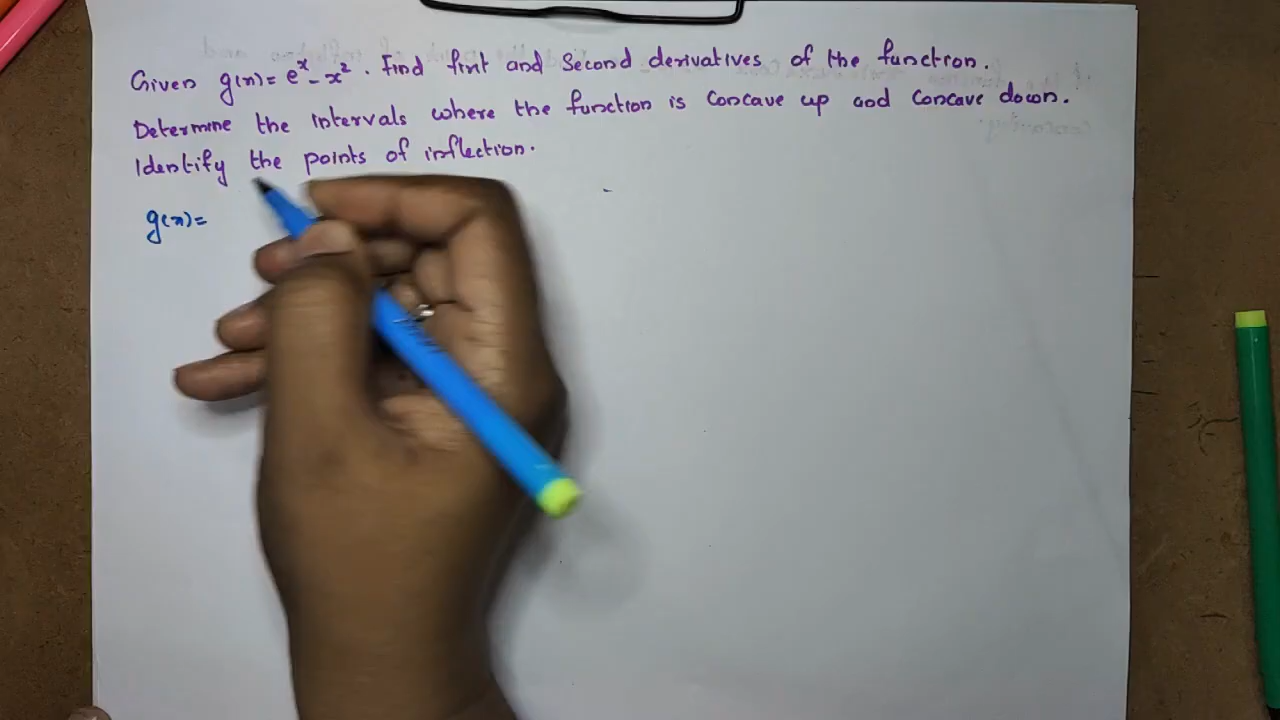 Given g(x) = e^x - x². Find first and Second derivatives of the function.
Determine the intervals where the function is Concave up and Concave down.
Identify the points of inflection.
g(x) =